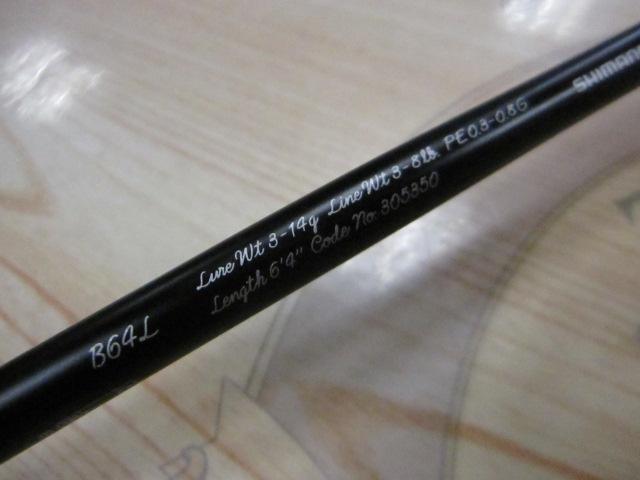 B64L
Lure Wt 3-14g Line Wt 3-8lb. PE0.3-0.8G
Length 6'4" Code No. 305350
SHIMANO